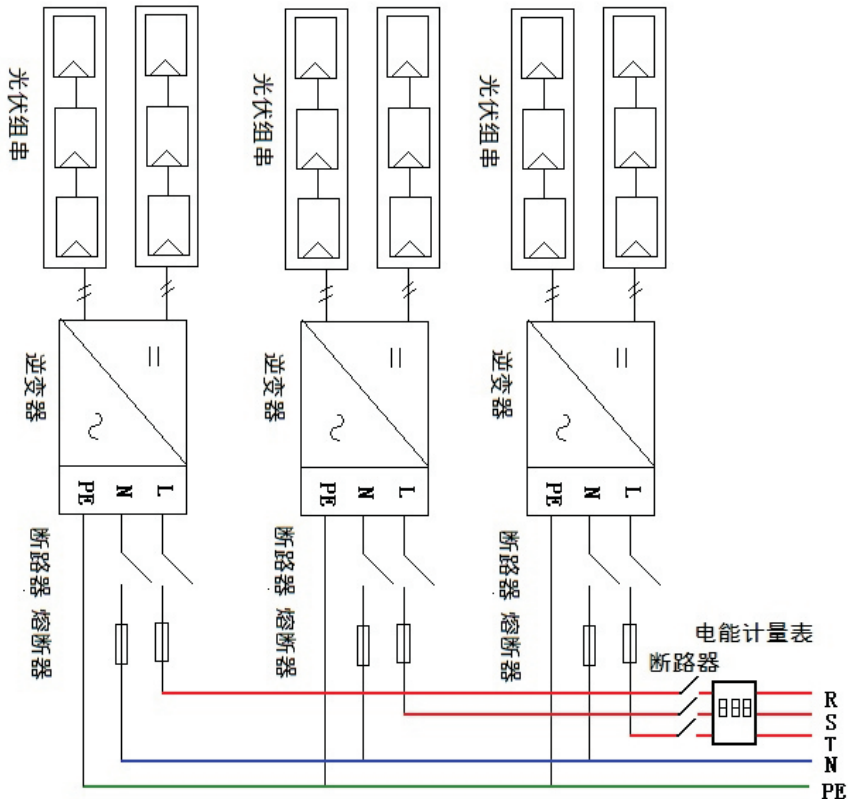 光伏组串
光伏组串
光伏组串
逆变器
逆变器
逆变器
PE N L
PE N L
PE N L
断路器 熔断器
断路器 熔断器
断路器 熔断器
电能计量表
断路器
R
S
T
N
PE